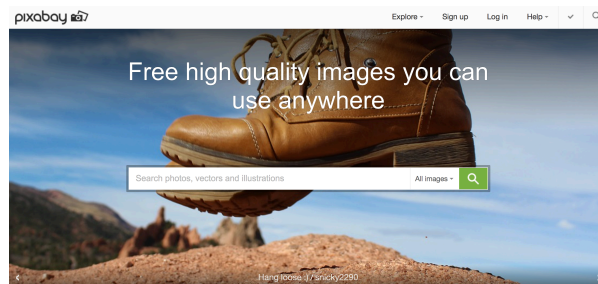 pixabay
Explore Sign up Log in Help
Free high quality images you can
use anywhere
Search photos, vectors and illustrations All images
Hang loose :) / snicky2290